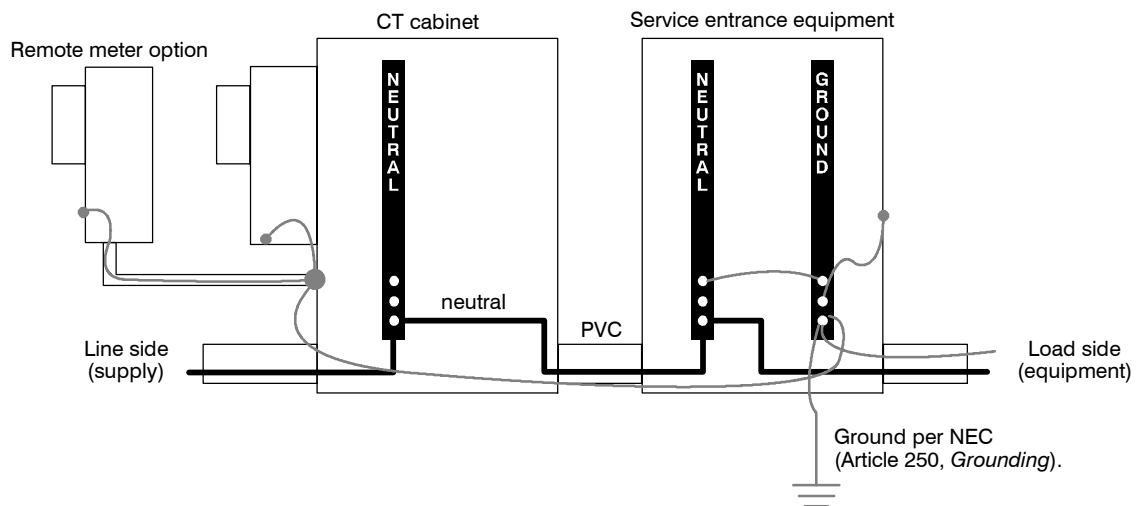 CT cabinet
Service entrance equipment
Remote meter option
NEUTRAL
NEUTRAL
GROUND
neutral
PVC
Line side
(supply)
Load side
(equipment)
Ground per NEC
(Article 250, Grounding).